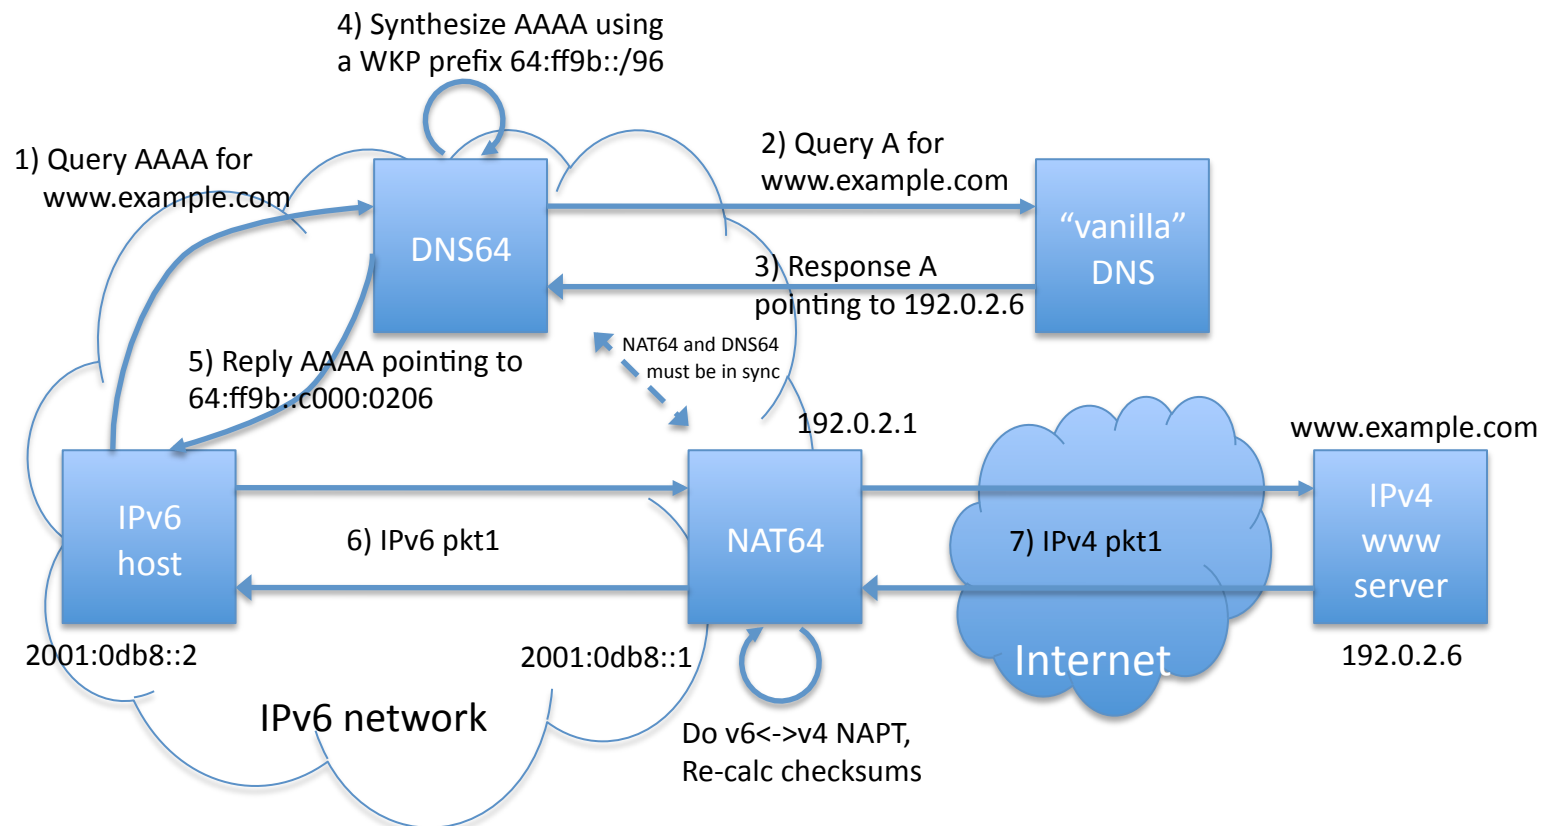 4) Synthesize AAAA using
a WKP prefix 64:ff9b::/96
1) Query AAAA for
www.example.com
2) Query A for
www.example.com
DNS64
“vanilla”
DNS
3) Response A
pointing to 192.0.2.6
NAT64 and DNS64
must be in sync
5) Reply AAAA pointing to
64:ff9b::c000:0206
192.0.2.1
www.example.com
IPv6
host
6) IPv6 pkt1
NAT64
7) IPv4 pkt1
IPv4
www
server
2001:0db8::2
2001:0db8::1
Internet
192.0.2.6
IPv6 network
Do v6<->v4 NAPT,
Re-calc checksums